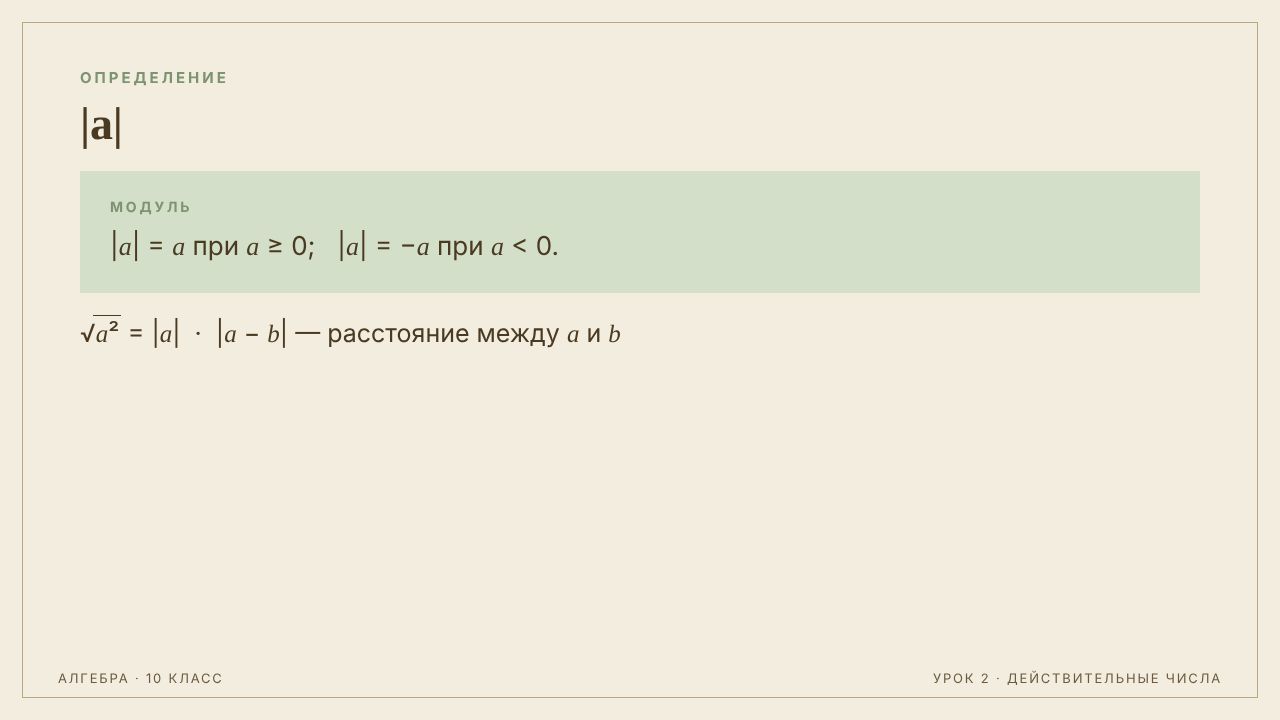 ОПРЕДЕЛЕНИЕ
|a|
МОДУЛЬ
|a| = a при a ≥ 0; |a| = −a при a < 0.
√a² = |a| · |a − b| — расстояние между a и b
АЛГЕБРА · 10 КЛАСС
УРОК 2 · ДЕЙСТВИТЕЛЬНЫЕ ЧИСЛА